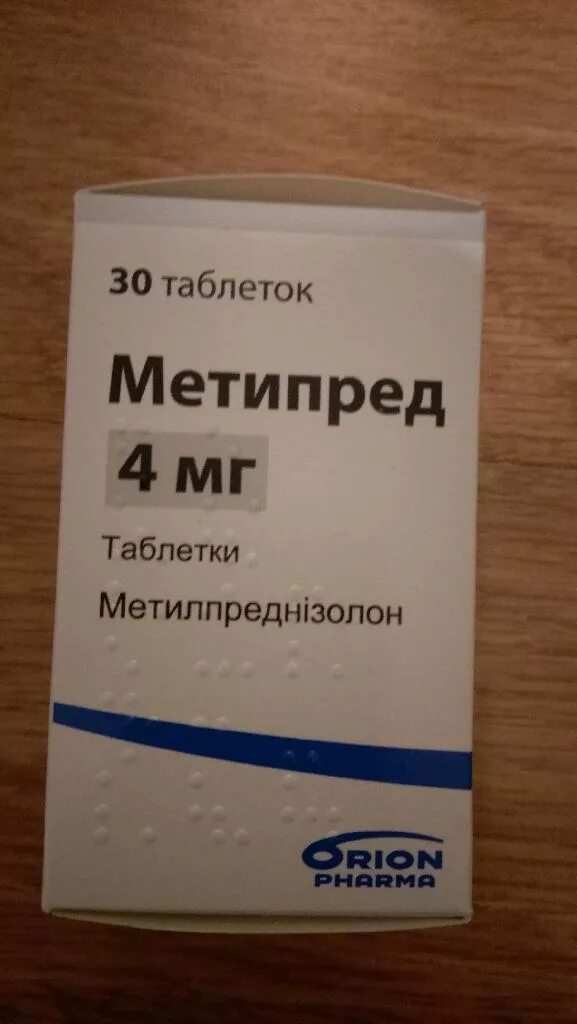 30 таблеток
Метипред
4 мг
Таблетки
Метилпреднізолон
ORION
PHARMA